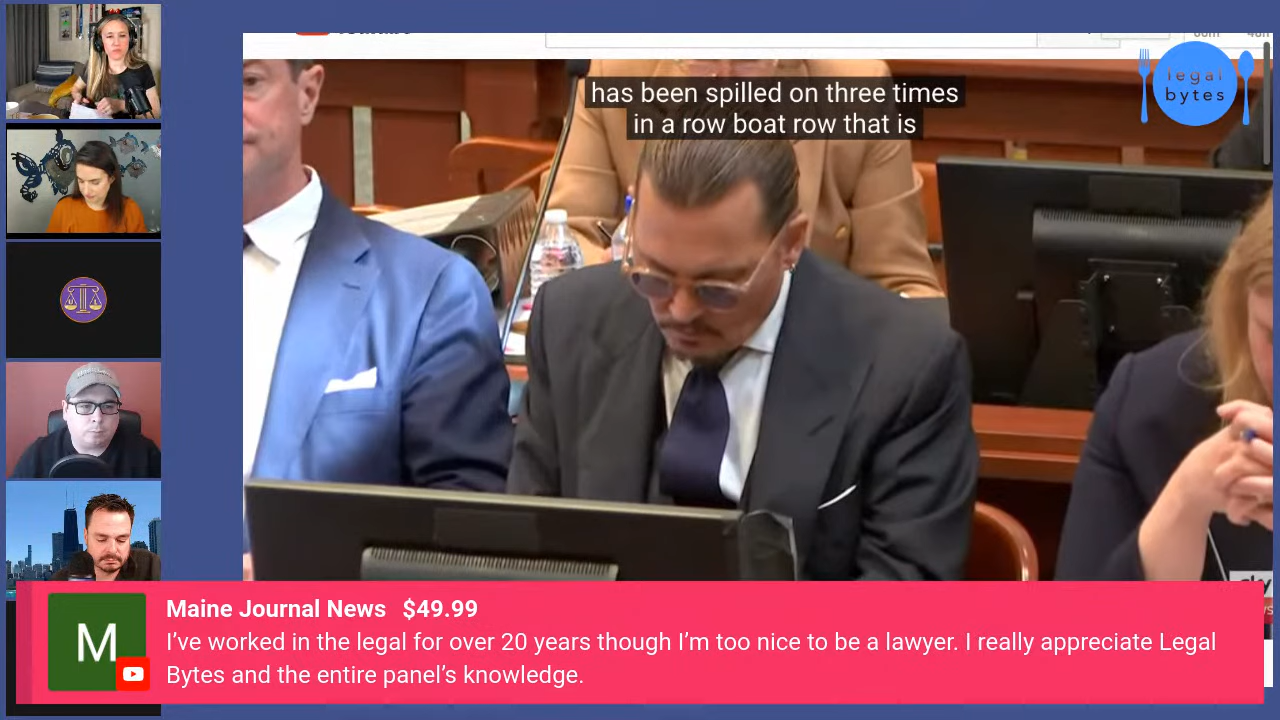 has been spilled on three times
in a row boat row that is
legal
bytes
sky
Maine Journal News $49.99
I’ve worked in the legal for over 20 years though I’m too nice to be a lawyer. I really appreciate Legal
Bytes and the entire panel’s knowledge.
M